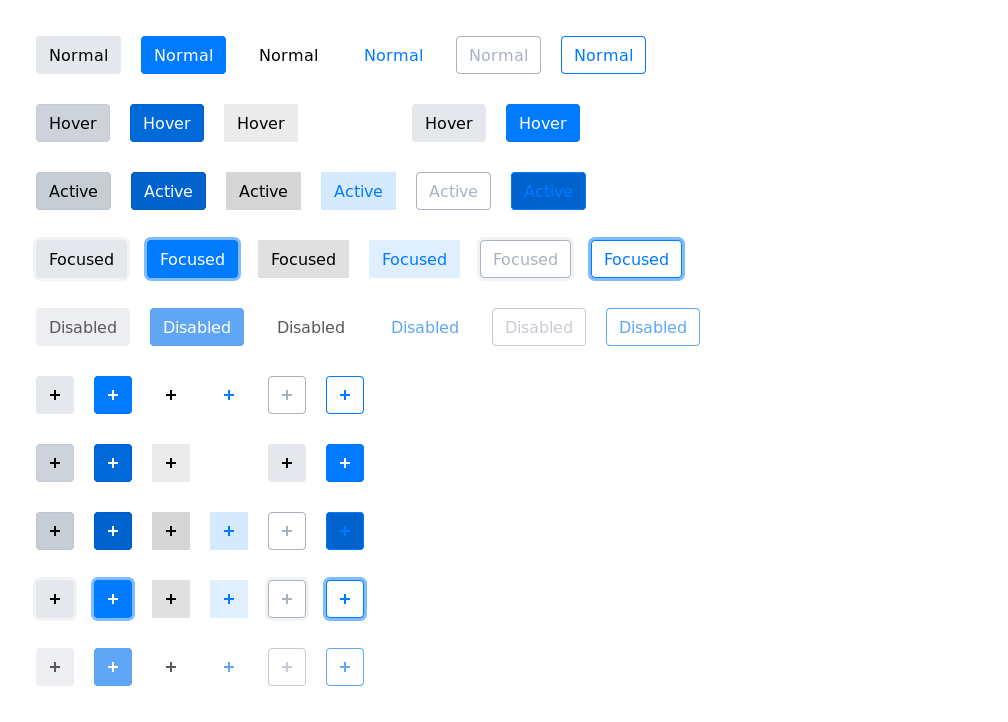 Normal Normal Normal Normal Normal Normal
Hover Hover Hover Hover Hover
Active Active Active Active Active Active
Focused Focused Focused Focused Focused Focused
Disabled Disabled Disabled Disabled Disabled Disabled
+ + + + + +
+ + + + +
+ + + + + +
+ + + + + +
+ + + + + +